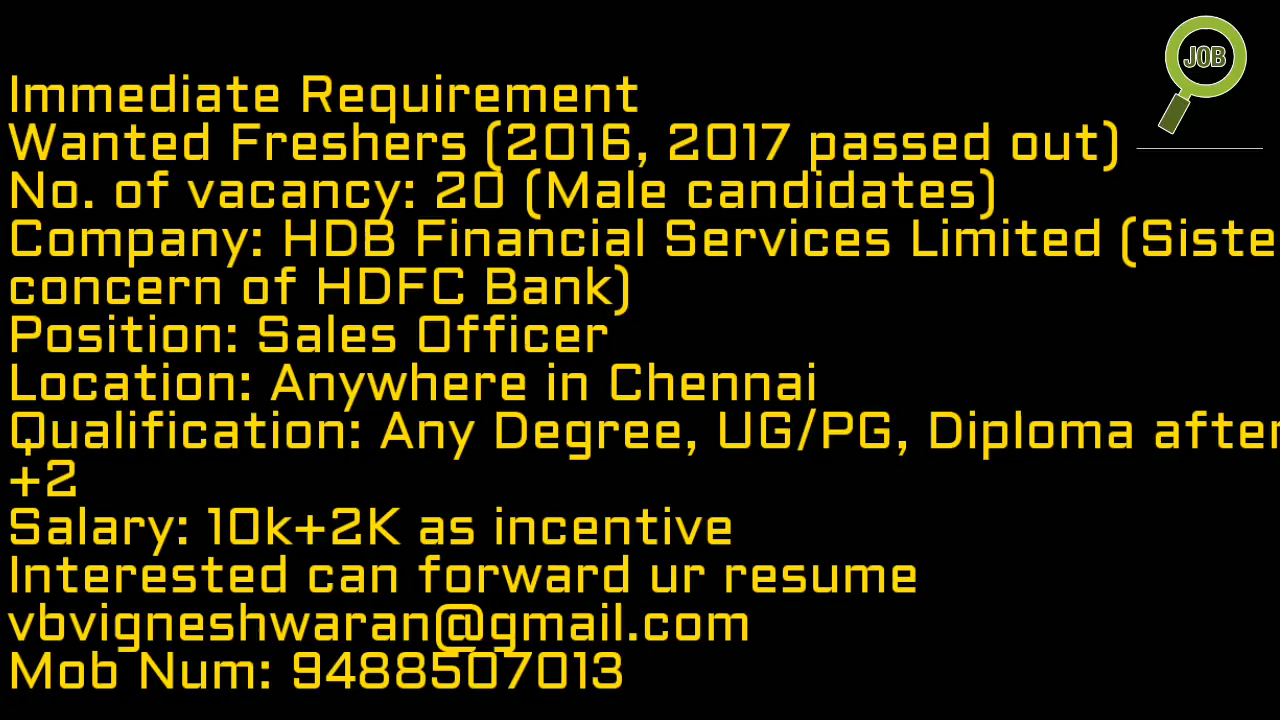 JOB
Immediate Requirement
Wanted Freshers (2016, 2017 passed out)
No. of vacancy: 20 (Male candidates)
Company: HDB Financial Services Limited (Siste
concern of HDFC Bank)
Position: Sales Officer
Location: Anywhere in Chennai
Qualification: Any Degree, UG/PG, Diploma after
+2
Salary: 10k+2K as incentive
Interested can forward ur resume
vbvigneshwaran@gmail.com
Mob Num: 9488507013